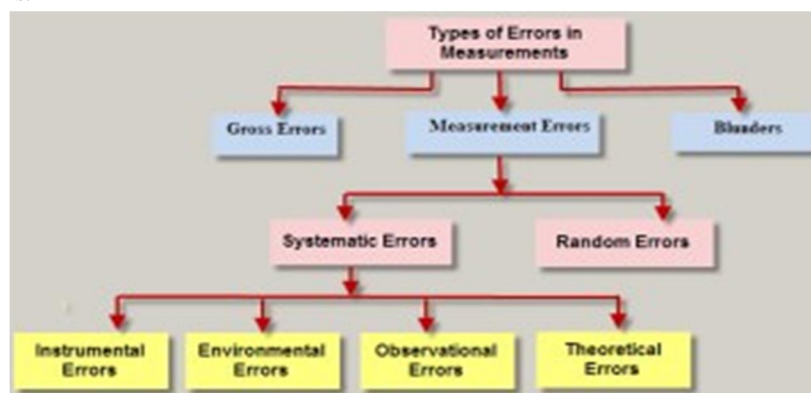 Types of Errors in
Measurements
Gross Errors
Measurement Errors
Blunders
Systematic Errors
Random Errors
Instrumental
Errors
Environmental
Errors
Observational
Errors
Theoretical
Errors